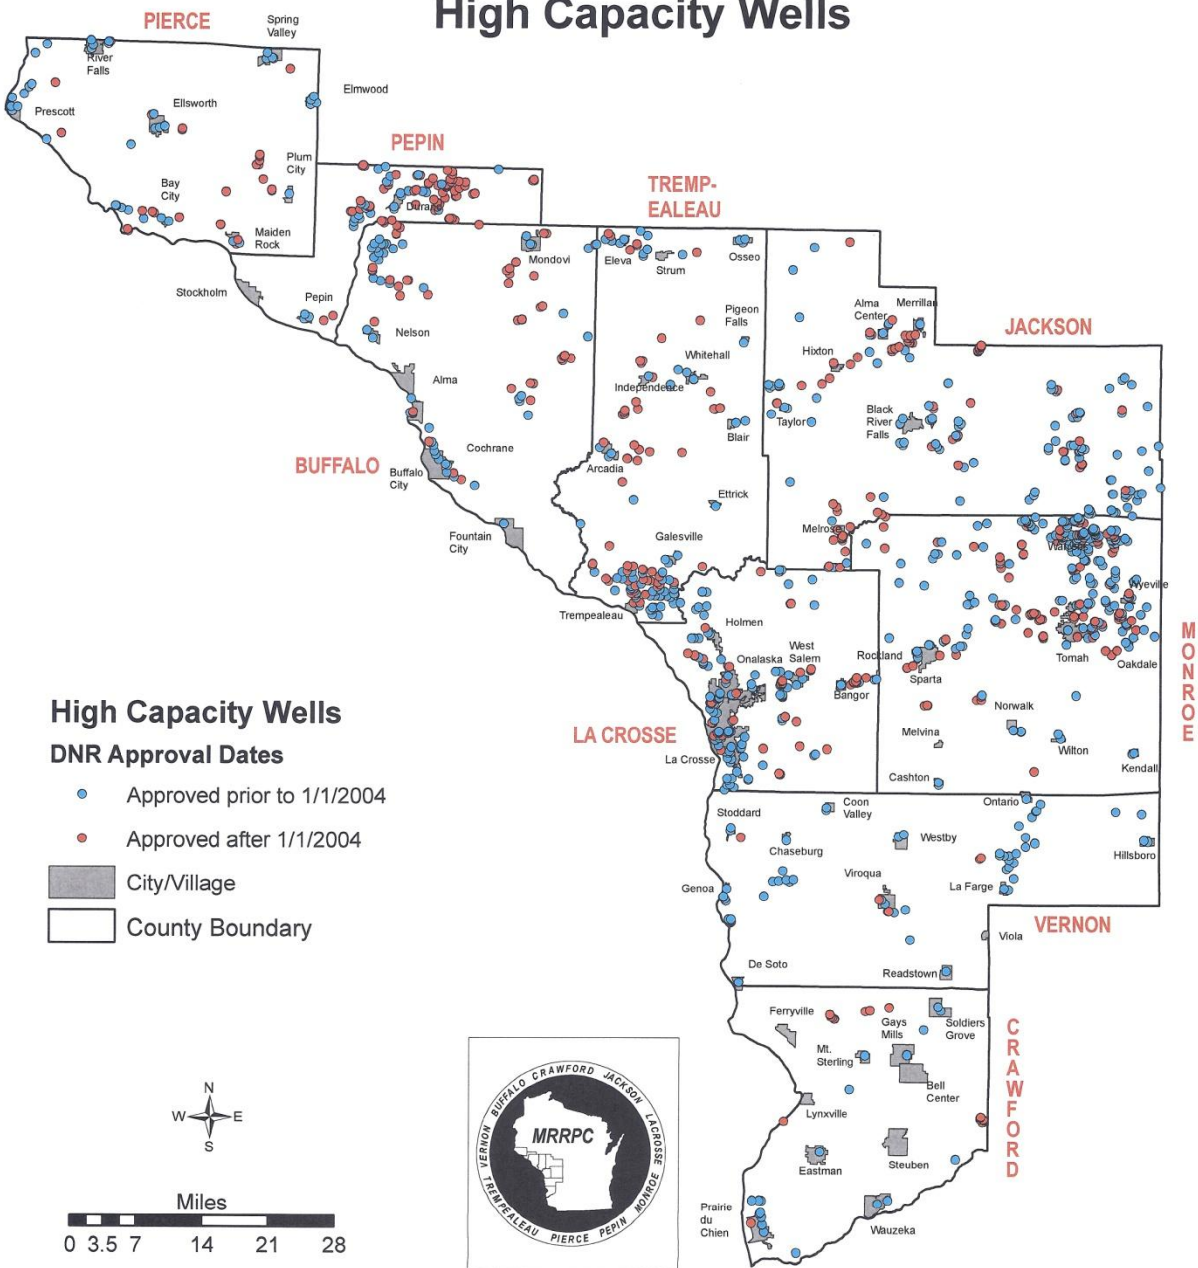 High Capacity Wells
PIERCE
Spring
Valley
River
Falls
Elmwood
Prescott
Ellsworth
PEPIN
Plum
City
TREMP-
EALEAU
Bay
City
Durand
Maiden
Rock
Mondovi
Eleva
Strum
Osseo
Stockholm
Pepin
Pigeon
Falls
Alma
Center
Merrillan
JACKSON
Nelson
Hixton
Whitehall
Independence
Alma
Black
River
Falls
Taylor
Blair
BUFFALO
Cochrane
Arcadia
Buffalo
City
Ettrick
Fountain
City
Galesville
Melrose
Warrens
Wyeville
Trempealeau
Holmen
MONROE
Onalaska
West
Salem
Rockland
Sparta
Tomah
Oakdale
Bangor
Norwalk
LA CROSSE
Melvina
La Crosse
Wilton
Kendall
Cashton
High Capacity Wells
DNR Approval Dates
Approved prior to 1/1/2004
Approved after 1/1/2004
City/Village
County Boundary
Stoddard
Coon
Valley
Ontario
Chaseburg
Westby
Hillsboro
Viroqua
Genoa
La Farge
VERNON
Viola
De Soto
Readstown
Ferryville
Gays
Mills
Soldiers
Grove
Mt.
Sterling
Bell
Center
CRAWFORD
Lynxville
Eastman
Steuben
Prairie
du
Chien
Wauzeka
N
W E
S
Miles
0 3.5 7 14 21 28
VERNON BUFFALO CRAWFORD JACKSON LACROSSE
MRRPC
TREMPEALEAU PIERCE PEPIN MONROE